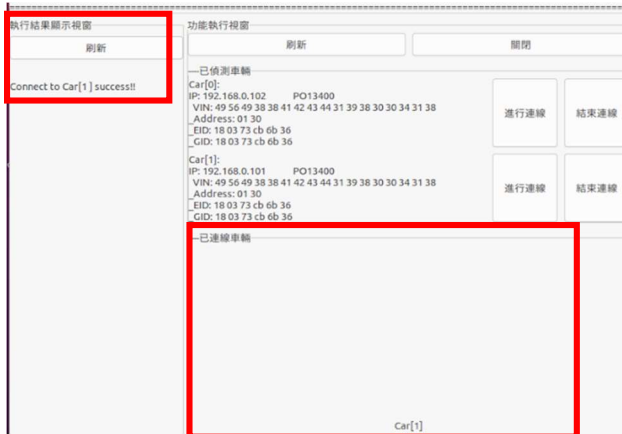 執行結果顯示視窗
刷新
Connect to Car[1 ] success!!
功能執行視窗
刷新
關閉
—已偵測車輛
Car[0]:
IP: 192.168.0.102 PO13400
VIN: 49 56 49 38 38 41 42 43 44 31 39 38 30 30 34 31 38
_Address: 01 30
_EID: 18 03 73 cb 6b 36
_GID: 18 03 73 cb 6b 36
進行連線
結束連線
Car[1]:
IP: 192.168.0.101 PO13400
VIN: 49 56 49 38 38 41 42 43 44 31 39 38 30 30 34 31 38
_Address: 01 30
_EID: 18 03 73 cb 6b 36
_GID: 18 03 73 cb 6b 36
進行連線
結束連線
—已連線車輛
Car[1]